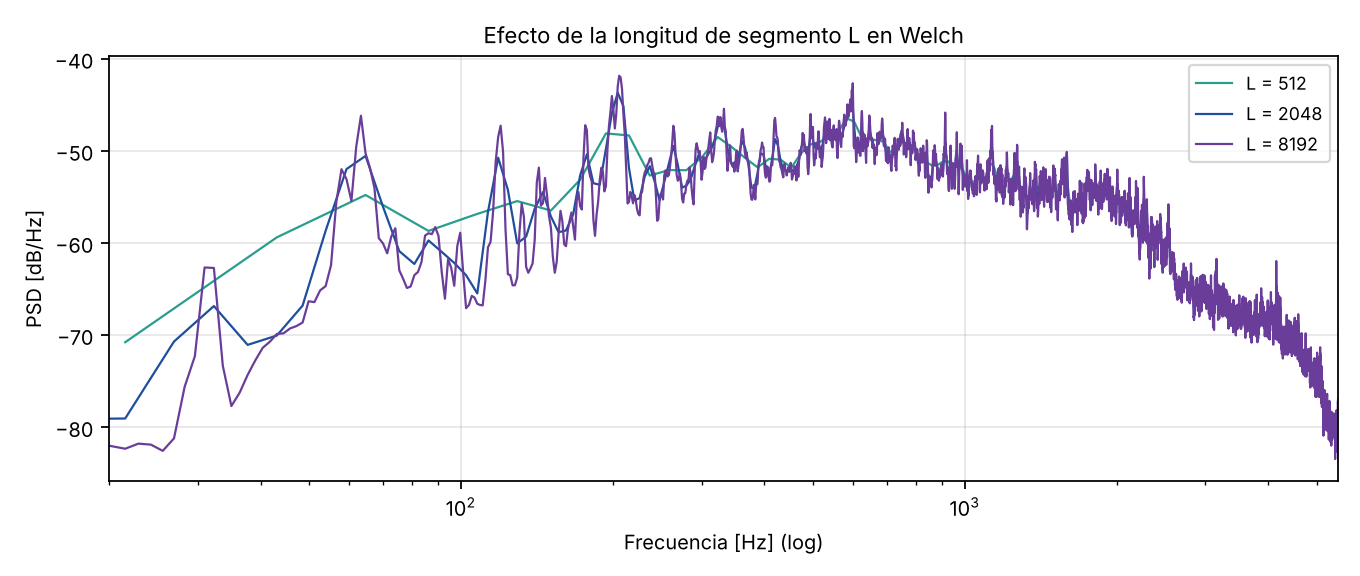 Efecto de la longitud de segmento L en Welch
PSD [dB/Hz]
−40
−50
−60
−70
−80
L = 512
L = 2048
L = 8192
10²
10³
Frecuencia [Hz] (log)